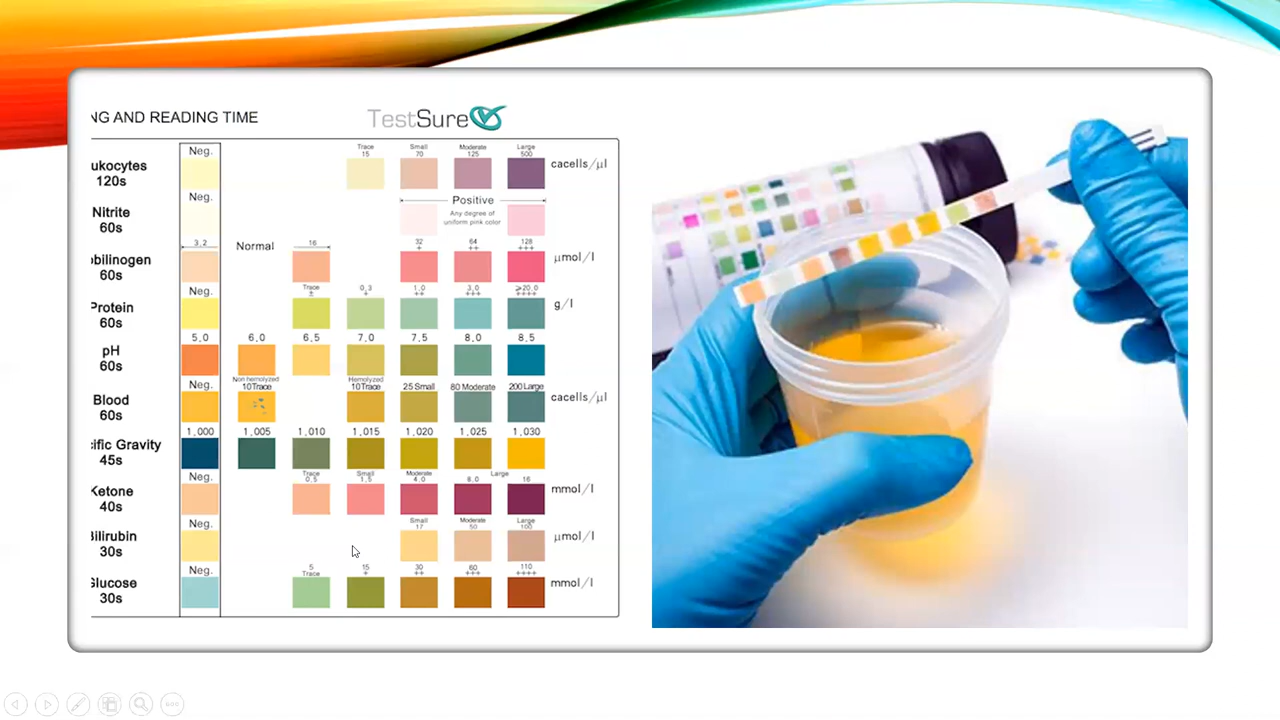 NG AND READING TIME
TestSure
ukocytes
120s
Neg.
Trace
15
Small
70
Moderate
125
Large
500
cacells/µl
Nitrite
60s
Neg.
Positive
Any degree of
uniform pink color
obilinogen
60s
3.2
Normal
16
32
+
64
++
128
+++
µmol/l
Protein
60s
Neg.
Trace
±
0.3
+
1.0
++
3.0
+++
≥20.0
++++
g/l
pH
60s
5.0
6.0
6.5
7.0
7.5
8.0
8.5
Blood
60s
Neg.
Non hemolyzed
10Trace
Hemolyzed
10Trace
25 Small
80 Moderate
200 Large
cacells/µl
cific Gravity
45s
1.000
1.005
1.010
1.015
1.020
1.025
1.030
Ketone
40s
Neg.
Trace
0.5
Small
1.5
Moderate
4.0
Large
8.0
16
mmol/l
Bilirubin
30s
Neg.
Small
17
Moderate
50
Large
100
µmol/l
Glucose
30s
Neg.
5
Trace
15
+
30
++
60
+++
110
++++
mmol/l